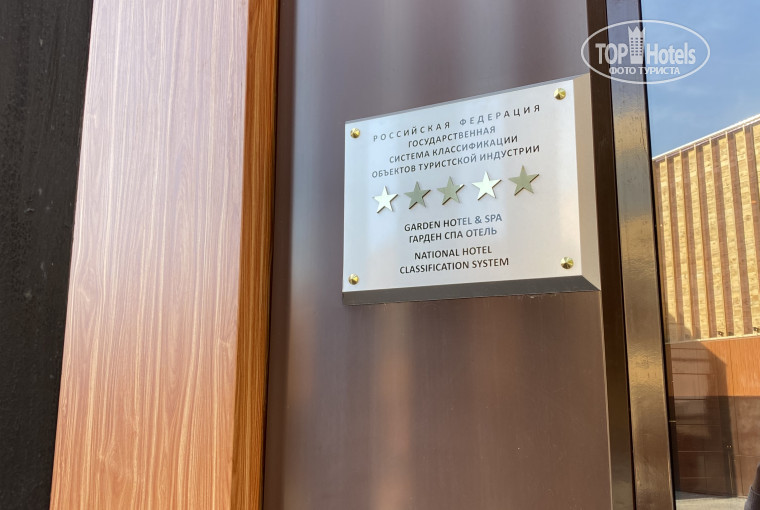 TOP Hotels
ФОТО ТУРИСТА
РОССИЙСКАЯ ФЕДЕРАЦИЯ
ГОСУДАРСТВЕННАЯ
СИСТЕМА КЛАССИФИКАЦИИ
ОБЪЕКТОВ ТУРИСТСКОЙ ИНДУСТРИИ
GARDEN HOTEL & SPA
ГАРДЕН СПА ОТЕЛЬ
NATIONAL HOTEL
CLASSIFICATION SYSTEM